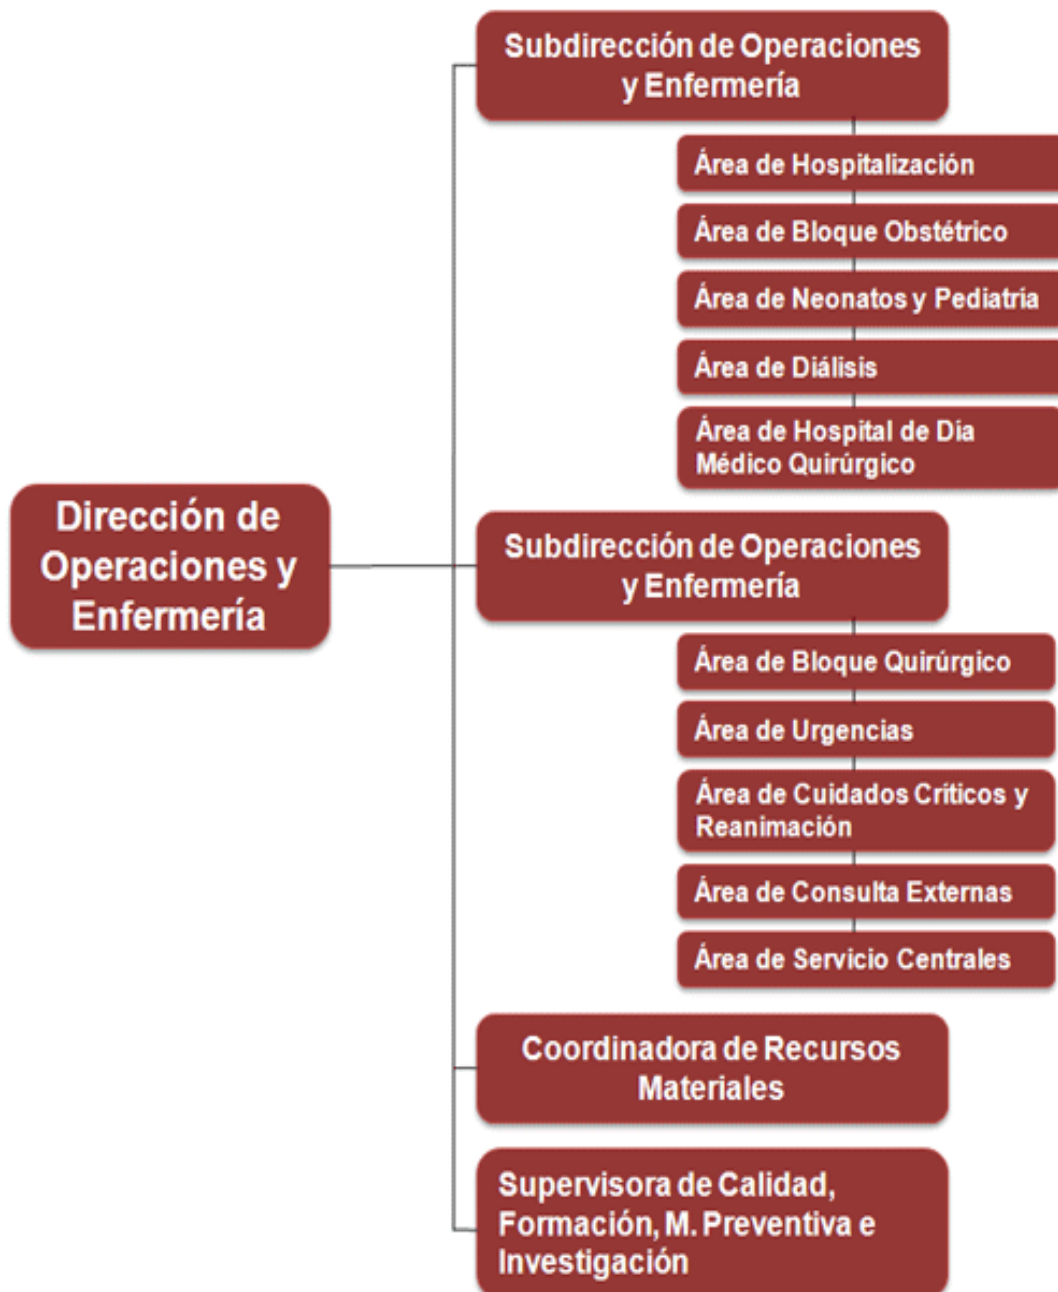 Subdirección de Operaciones
y Enfermería
Área de Hospitalización
Área de Bloque Obstétrico
Área de Neonatos y Pediatría
Área de Diálisis
Área de Hospital de Dia
Médico Quirúrgico
Dirección de
Operaciones y
Enfermería
Subdirección de Operaciones
y Enfermería
Área de Bloque Quirúrgico
Área de Urgencias
Área de Cuidados Críticos y
Reanimación
Área de Consulta Externas
Área de Servicio Centrales
Coordinadora de Recursos
Materiales
Supervisora de Calidad,
Formación, M. Preventiva e
Investigación